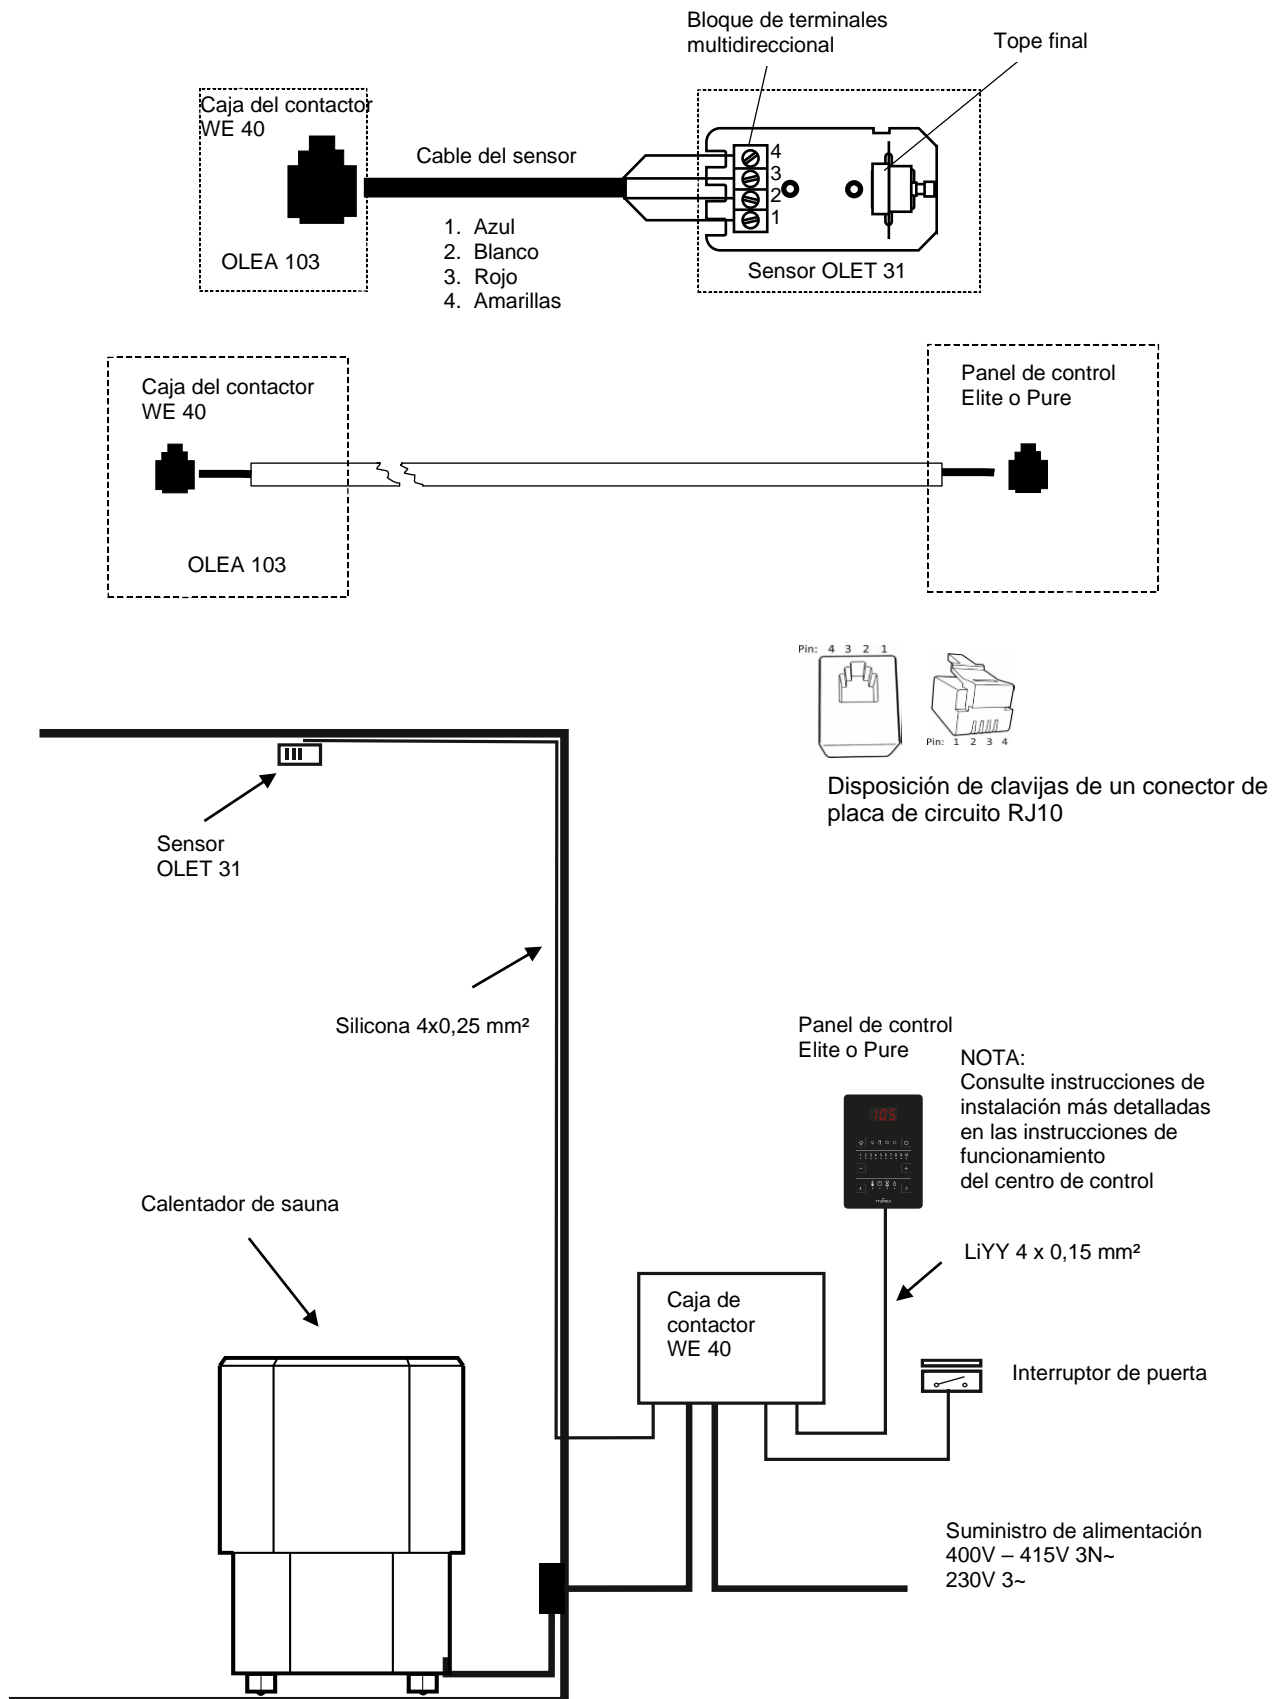 Bloque de terminales
multidireccional
Tope final
Caja del contactor
WE 40
Cable del sensor
4
3
2
1
1. Azul
2. Blanco
3. Rojo
4. Amarillas
OLEA 103
Sensor OLET 31
Caja del contactor
WE 40
Panel de control
Elite o Pure
OLEA 103
Pin: 4 3 2 1
Pin: 1 2 3 4
Disposición de clavijas de un conector de
placa de circuito RJ10
Sensor
OLET 31
Silicona 4x0,25 mm²
Panel de control
Elite o Pure
NOTA:
Consulte instrucciones de
instalación más detalladas
en las instrucciones de
funcionamiento
del centro de control
105
Calentador de sauna
LiYY 4 x 0,15 mm²
Caja de
contactor
WE 40
Interruptor de puerta
Suministro de alimentación
400V – 415V 3N~
230V 3~